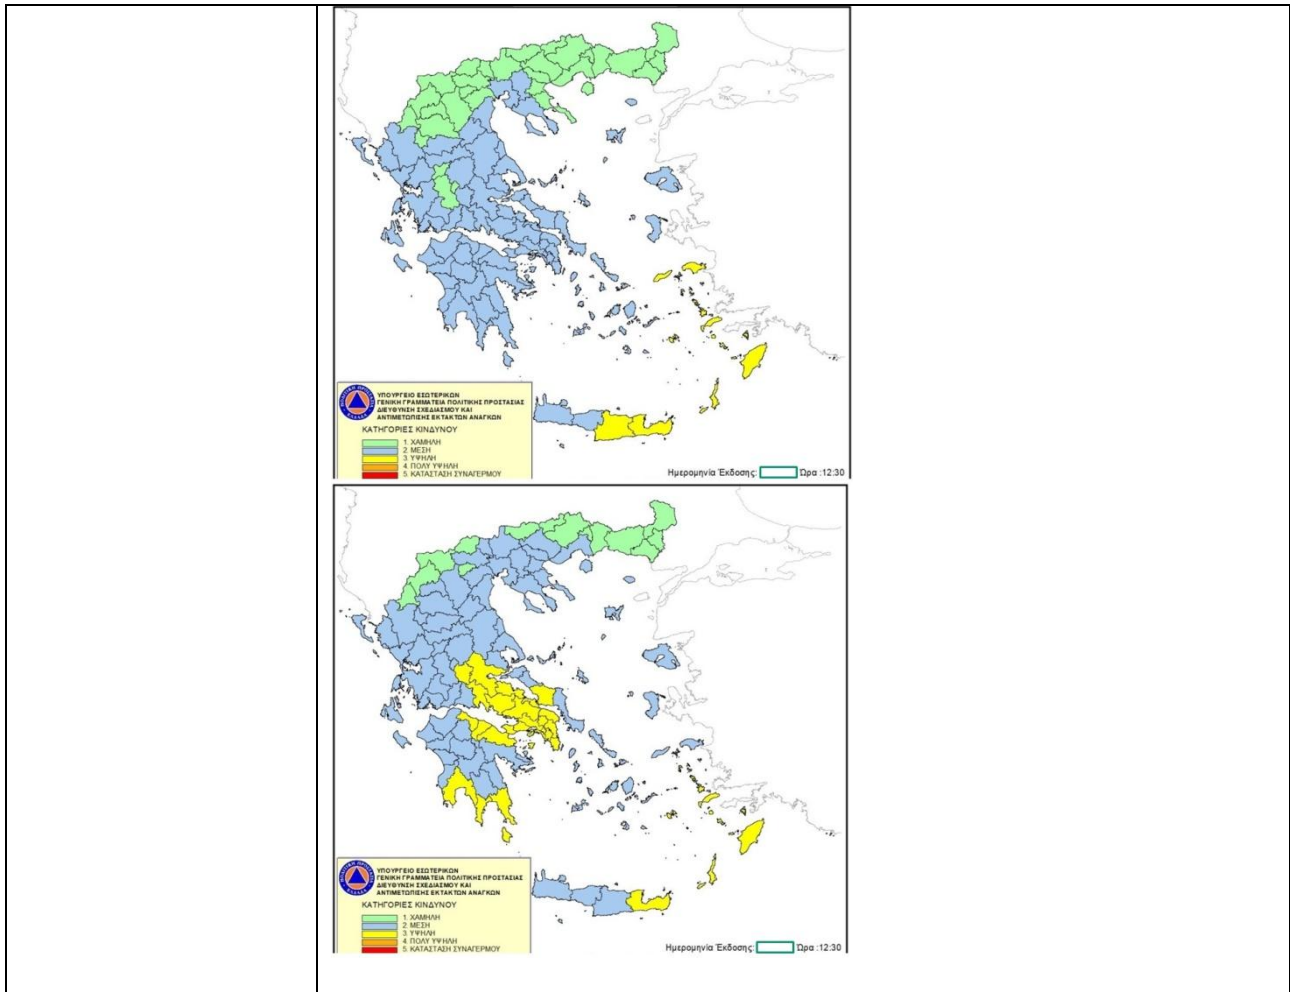 ΥΠΟΥΡΓΕΙΟ ΕΣΩΤΕΡΙΚΩΝ
ΓΕΝΙΚΗ ΓΡΑΜΜΑΤΕΙΑ ΠΟΛΙΤΙΚΗΣ ΠΡΟΣΤΑΣΙΑΣ
ΔΙΕΥΘΥΝΣΗ ΣΧΕΔΙΑΣΜΟΥ ΚΑΙ
ΑΝΤΙΜΕΤΩΠΙΣΗΣ ΕΚΤΑΚΤΩΝ ΑΝΑΓΚΩΝ
ΚΑΤΗΓΟΡΙΕΣ ΚΙΝΔΥΝΟΥ
1. ΧΑΜΗΛΗ
2. ΜΕΣΗ
3. ΥΨΗΛΗ
4. ΠΟΛΥ ΥΨΗΛΗ
5. ΚΑΤΑΣΤΑΣΗ ΣΥΝΑΓΕΡΜΟΥ
Ημερομηνία Έκδοσης: Ώρα :12:30
ΥΠΟΥΡΓΕΙΟ ΕΣΩΤΕΡΙΚΩΝ
ΓΕΝΙΚΗ ΓΡΑΜΜΑΤΕΙΑ ΠΟΛΙΤΙΚΗΣ ΠΡΟΣΤΑΣΙΑΣ
ΔΙΕΥΘΥΝΣΗ ΣΧΕΔΙΑΣΜΟΥ ΚΑΙ
ΑΝΤΙΜΕΤΩΠΙΣΗΣ ΕΚΤΑΚΤΩΝ ΑΝΑΓΚΩΝ
ΚΑΤΗΓΟΡΙΕΣ ΚΙΝΔΥΝΟΥ
1. ΧΑΜΗΛΗ
2. ΜΕΣΗ
3. ΥΨΗΛΗ
4. ΠΟΛΥ ΥΨΗΛΗ
5. ΚΑΤΑΣΤΑΣΗ ΣΥΝΑΓΕΡΜΟΥ
Ημερομηνία Έκδοσης: Ώρα :12:30